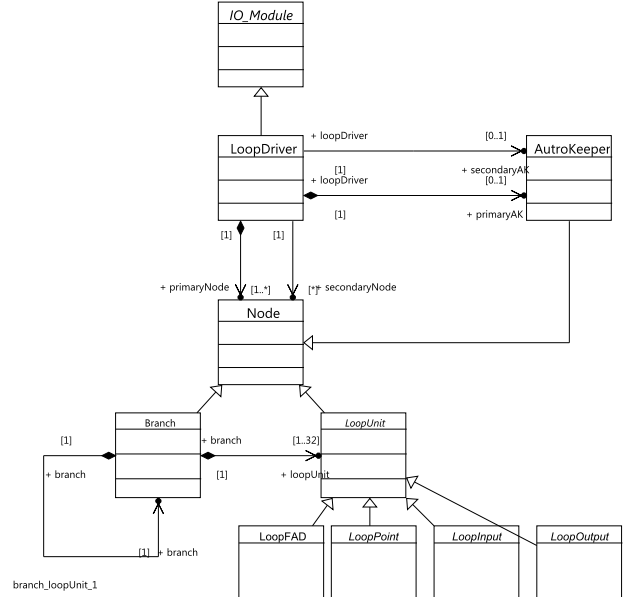 IO_Module
LoopDriver
+ loopDriver
[0..1]
AutroKeeper
[1]
+ secondaryAK
+ loopDriver
[0..1]
[1]
+ primaryAK
[1]
[1]
+ primaryNode
[1..*]
[*]
+ secondaryNode
Node
Branch
LoopUnit
[1]
+ branch
[1..32]
+ branch
[1]
+ loopUnit
LoopFAD
LoopPoint
LoopInput
LoopOutput
[1]
+ branch
branch_loopUnit_1